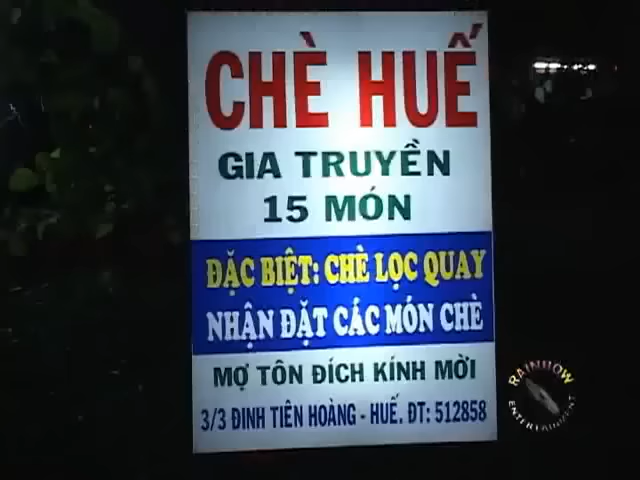 CHÈ HUẾ
GIA TRUYỀN
15 MÓN
ĐẶC BIỆT: CHÈ LỌC QUAY
NHẬN ĐẶT CÁC MÓN CHÈ
MỢ TÔN ĐÍCH KÍNH MỜI
3/3 ĐINH TIÊN HOÀNG - HUẾ. ĐT: 512858
RAINBOW
ENTERTAINMENT